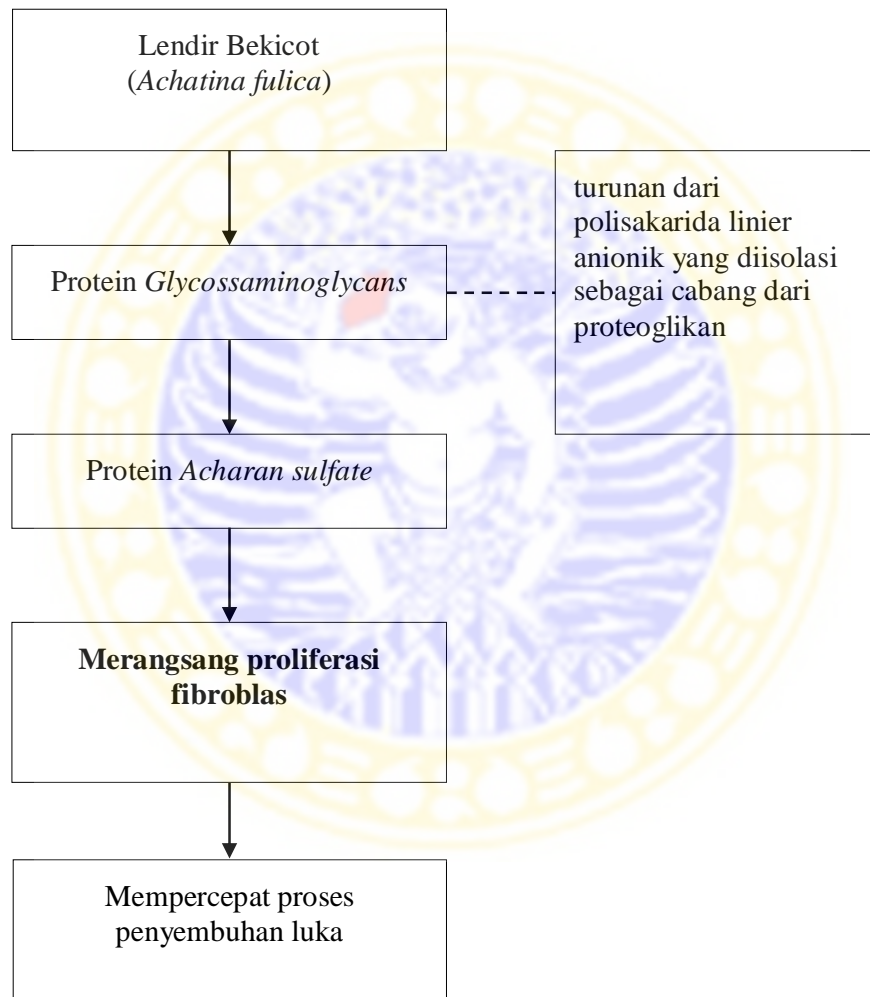 Lendir Bekicot
(Achatina fulica)
Protein Glycossaminoglycans
turunan dari
polisakarida linier
anionik yang diisolasi
sebagai cabang dari
proteoglikan
Protein Acharan sulfate
Merangsang proliferasi
fibroblas
Mempercepat proses
penyembuhan luka